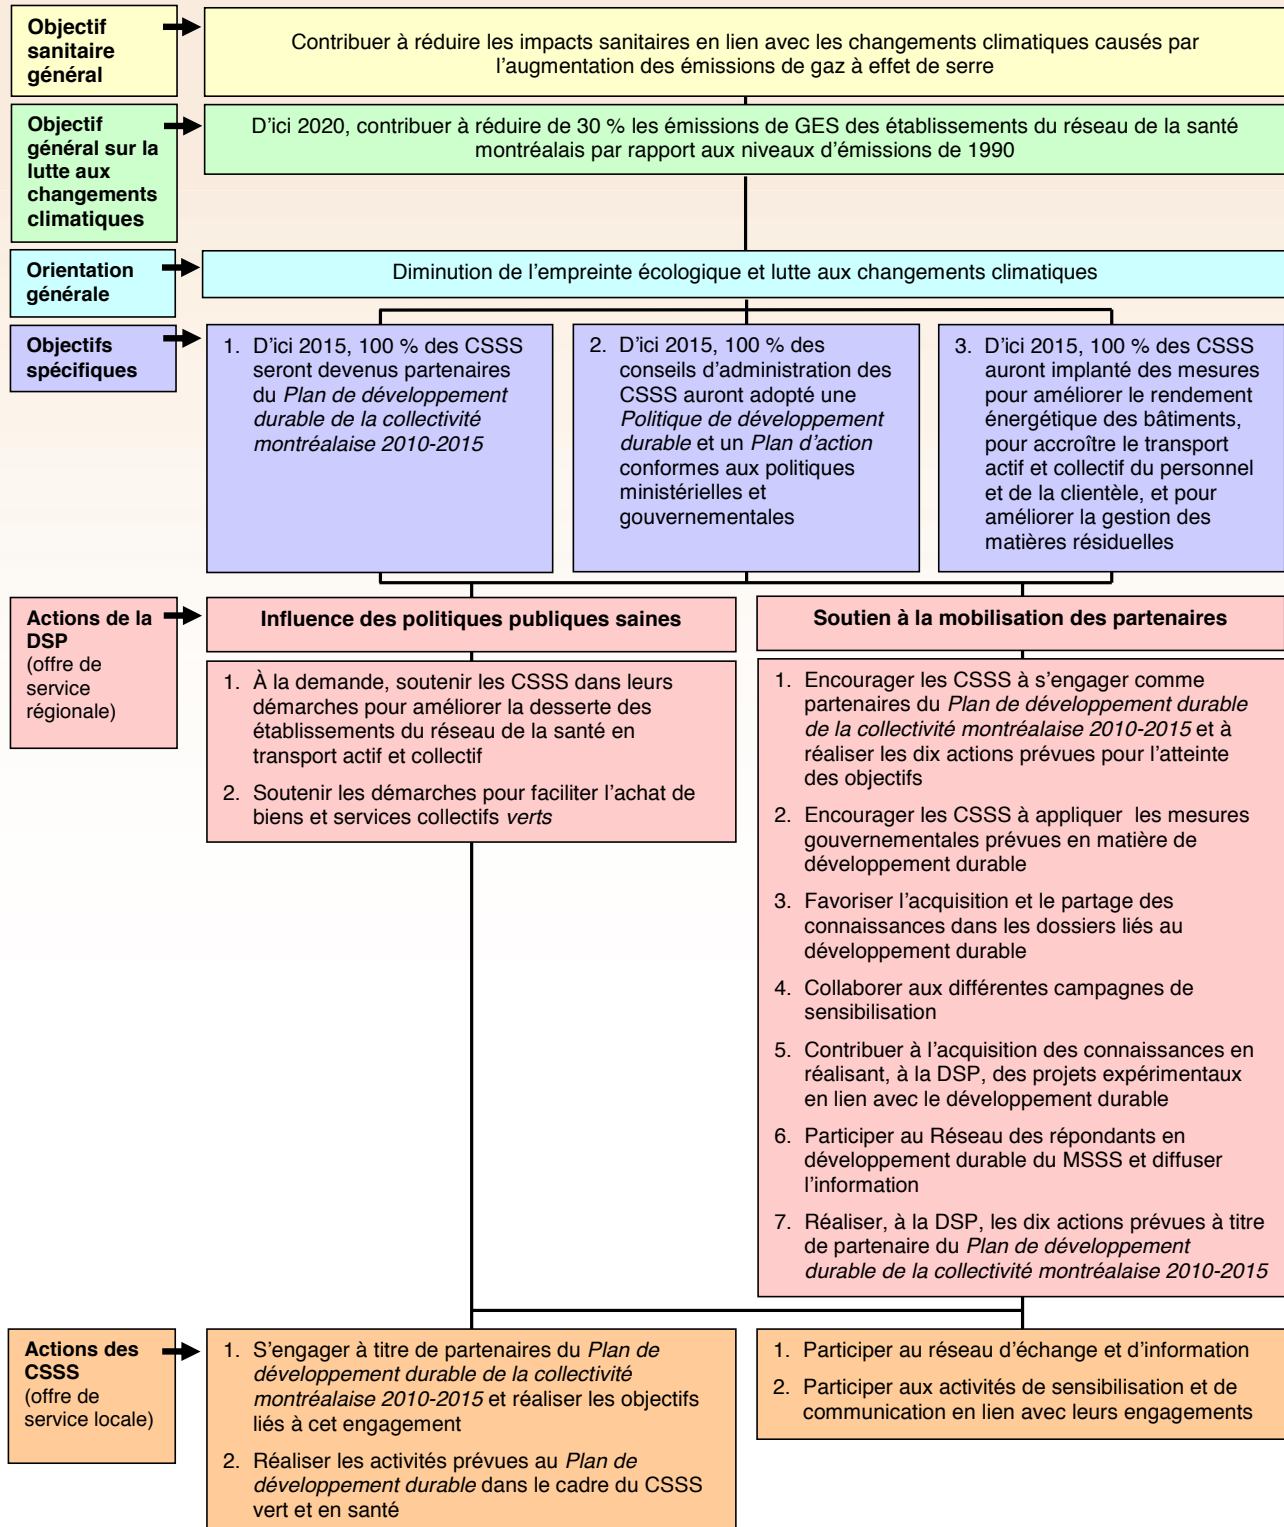 Objectif
sanitaire
général
Contribuer à réduire les impacts sanitaires en lien avec les changements climatiques causés par
l'augmentation des émissions de gaz à effet de serre
Objectif
général sur la
lutte aux
changements
climatiques
D'ici 2020, contribuer à réduire de 30 % les émissions de GES des établissements du réseau de la santé
montréalais par rapport aux niveaux d'émissions de 1990
Orientation
générale
Diminution de l'empreinte écologique et lutte aux changements climatiques
Objectifs
spécifiques
1. D'ici 2015, 100 % des CSSS
seront devenus partenaires
du Plan de développement
durable de la collectivité
montréalaise 2010-2015
2. D'ici 2015, 100 % des
conseils d'administration des
CSSS auront adopté une
Politique de développement
durable et un Plan d'action
conformes aux politiques
ministérielles et
gouvernementales
3. D'ici 2015, 100 % des CSSS
auront implanté des mesures
pour améliorer le rendement
énergétique des bâtiments,
pour accroître le transport
actif et collectif du personnel
et de la clientèle, et pour
améliorer la gestion des
matières résiduelles
Actions de la
DSP
(offre de
service
régionale)
Influence des politiques publiques saines
1. À la demande, soutenir les CSSS dans leurs
démarches pour améliorer la desserte des
établissements du réseau de la santé en
transport actif et collectif
2. Soutenir les démarches pour faciliter l'achat de
biens et services collectifs verts
Soutien à la mobilisation des partenaires
1. Encourager les CSSS à s'engager comme
partenaires du Plan de développement durable
de la collectivité montréalaise 2010-2015 et à
réaliser les dix actions prévues pour l'atteinte
des objectifs
2. Encourager les CSSS à appliquer les mesures
gouvernementales prévues en matière de
développement durable
3. Favoriser l'acquisition et le partage des
connaissances dans les dossiers liés au
développement durable
4. Collaborer aux différentes campagnes de
sensibilisation
5. Contribuer à l'acquisition des connaissances en
réalisant, à la DSP, des projets expérimentaux
en lien avec le développement durable
6. Participer au Réseau des répondants en
développement durable du MSSS et diffuser
l'information
7. Réaliser, à la DSP, les dix actions prévues à titre
de partenaire du Plan de développement
durable de la collectivité montréalaise 2010-2015
Actions des
CSSS
(offre de
service locale)
1. S'engager à titre de partenaires du Plan de
développement durable de la collectivité
montréalaise 2010-2015 et réaliser les objectifs
liés à cet engagement
2. Réaliser les activités prévues au Plan de
développement durable dans le cadre du CSSS
vert et en santé
1. Participer au réseau d'échange et d'information
2. Participer aux activités de sensibilisation et de
communication en lien avec leurs engagements